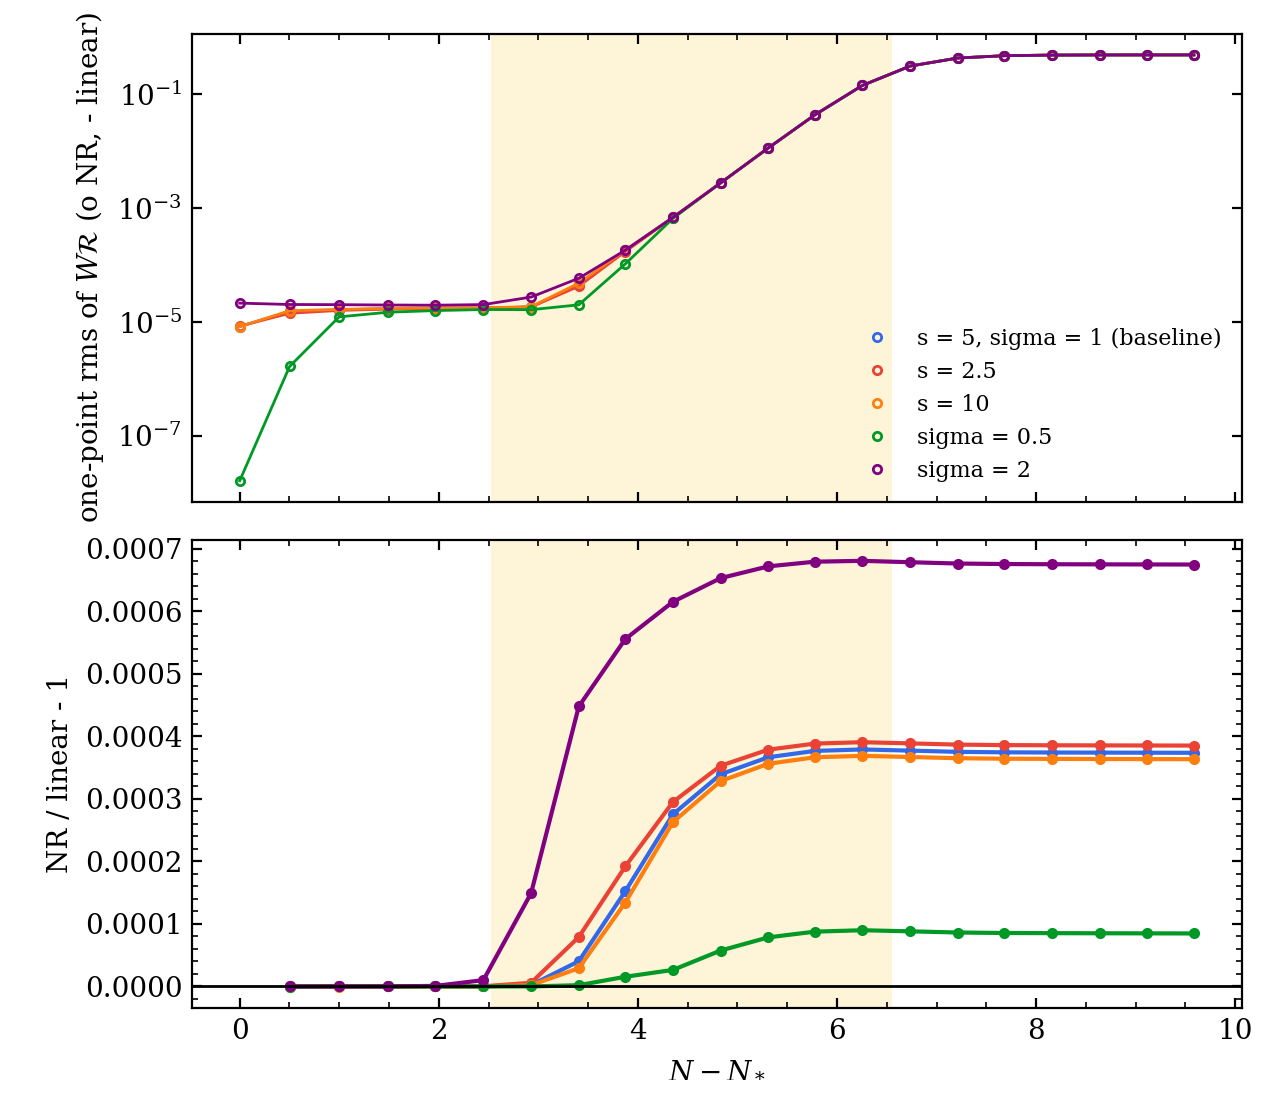 one-point rms of Wℛ (o NR, - linear)
10⁻¹
10⁻³
10⁻⁵
10⁻⁷
s = 5, sigma = 1 (baseline)
s = 2.5
s = 10
sigma = 0.5
sigma = 2
NR / linear - 1
0.0007
0.0006
0.0005
0.0004
0.0003
0.0002
0.0001
0.0000
0 2 4 6 8 10
N − N∗